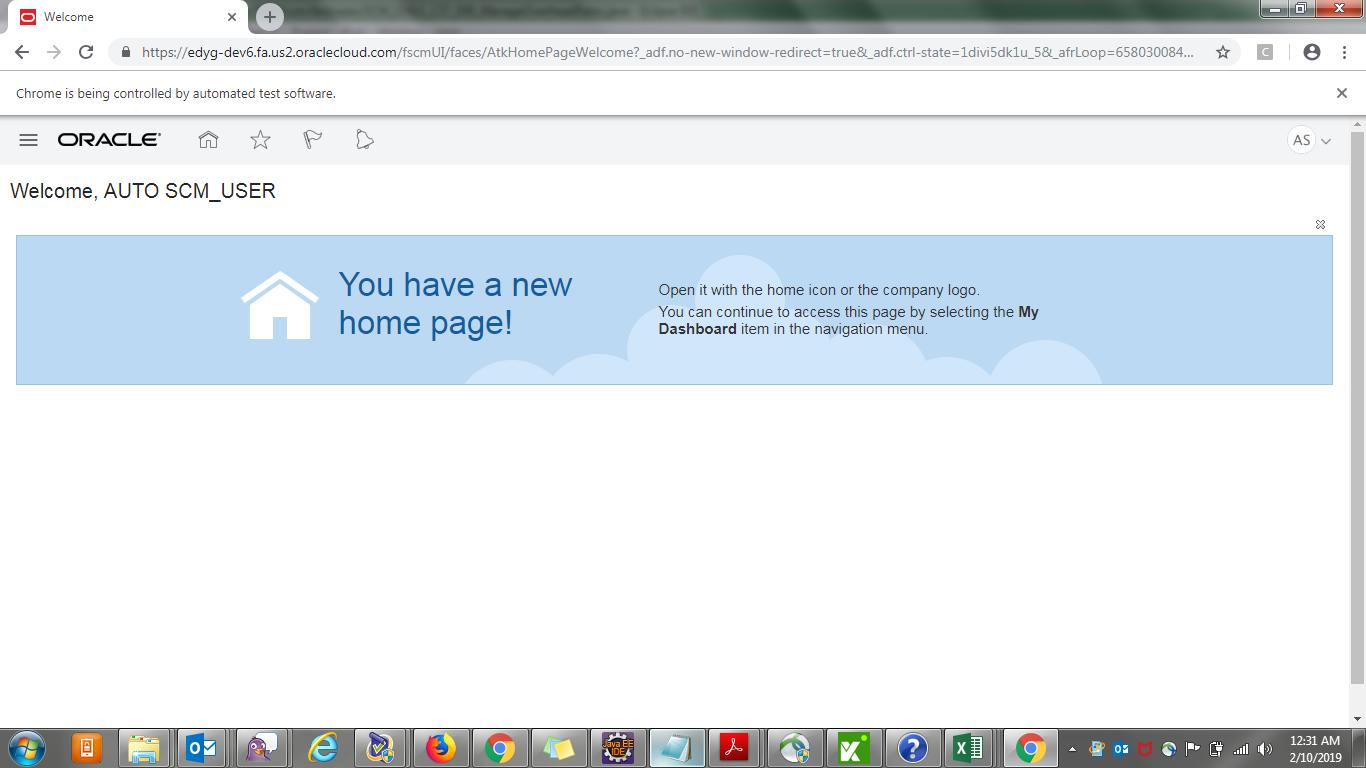 Welcome
https://edyg-dev6.fa.us2.oraclecloud.com/fscmUI/faces/AtkHomePageWelcome?_adf.no-new-window-redirect=true&_adf.ctrl-state=1divi5dk1u_5&_afrLoop=658030084...
C
Chrome is being controlled by automated test software.
ORACLE
AS
Welcome, AUTO SCM_USER
You have a new
home page!
Open it with the home icon or the company logo.
You can continue to access this page by selecting the My
Dashboard item in the navigation menu.
Java EE
IDE
12:31 AM
2/10/2019